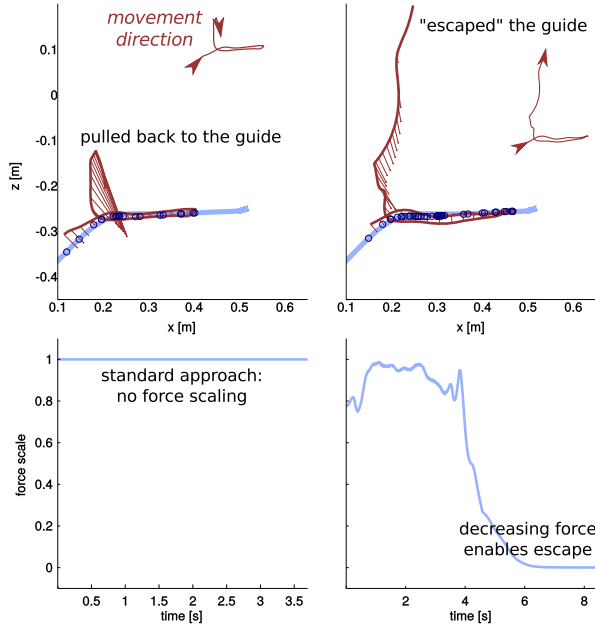 movement
direction
"escaped" the guide
pulled back to the guide
z [m]
0.1
0
-0.1
-0.2
-0.3
-0.4
0.1 0.2 0.3 0.4 0.5 0.6
x [m]
0.1 0.2 0.3 0.4 0.5 0.6
x [m]
force scale
1
0.8
0.6
0.4
0.2
0
standard approach:
no force scaling
0.5 1 1.5 2 2.5 3 3.5
time [s]
decreasing force
enables escape
2 4 6 8
time [s]